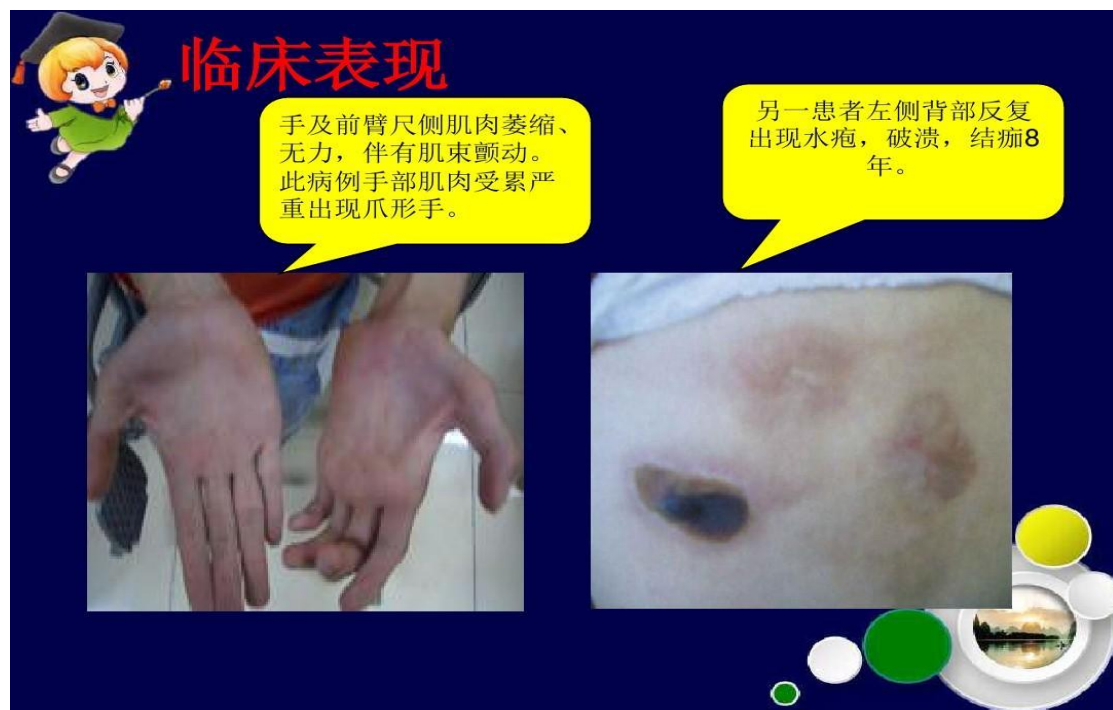 临床表现
手及前臂尺侧肌肉萎缩、
无力，伴有肌束颤动。
此病例手部肌肉受累严
重出现爪形手。
另一患者左侧背部反复
出现水疱，破溃，结痂8
年。